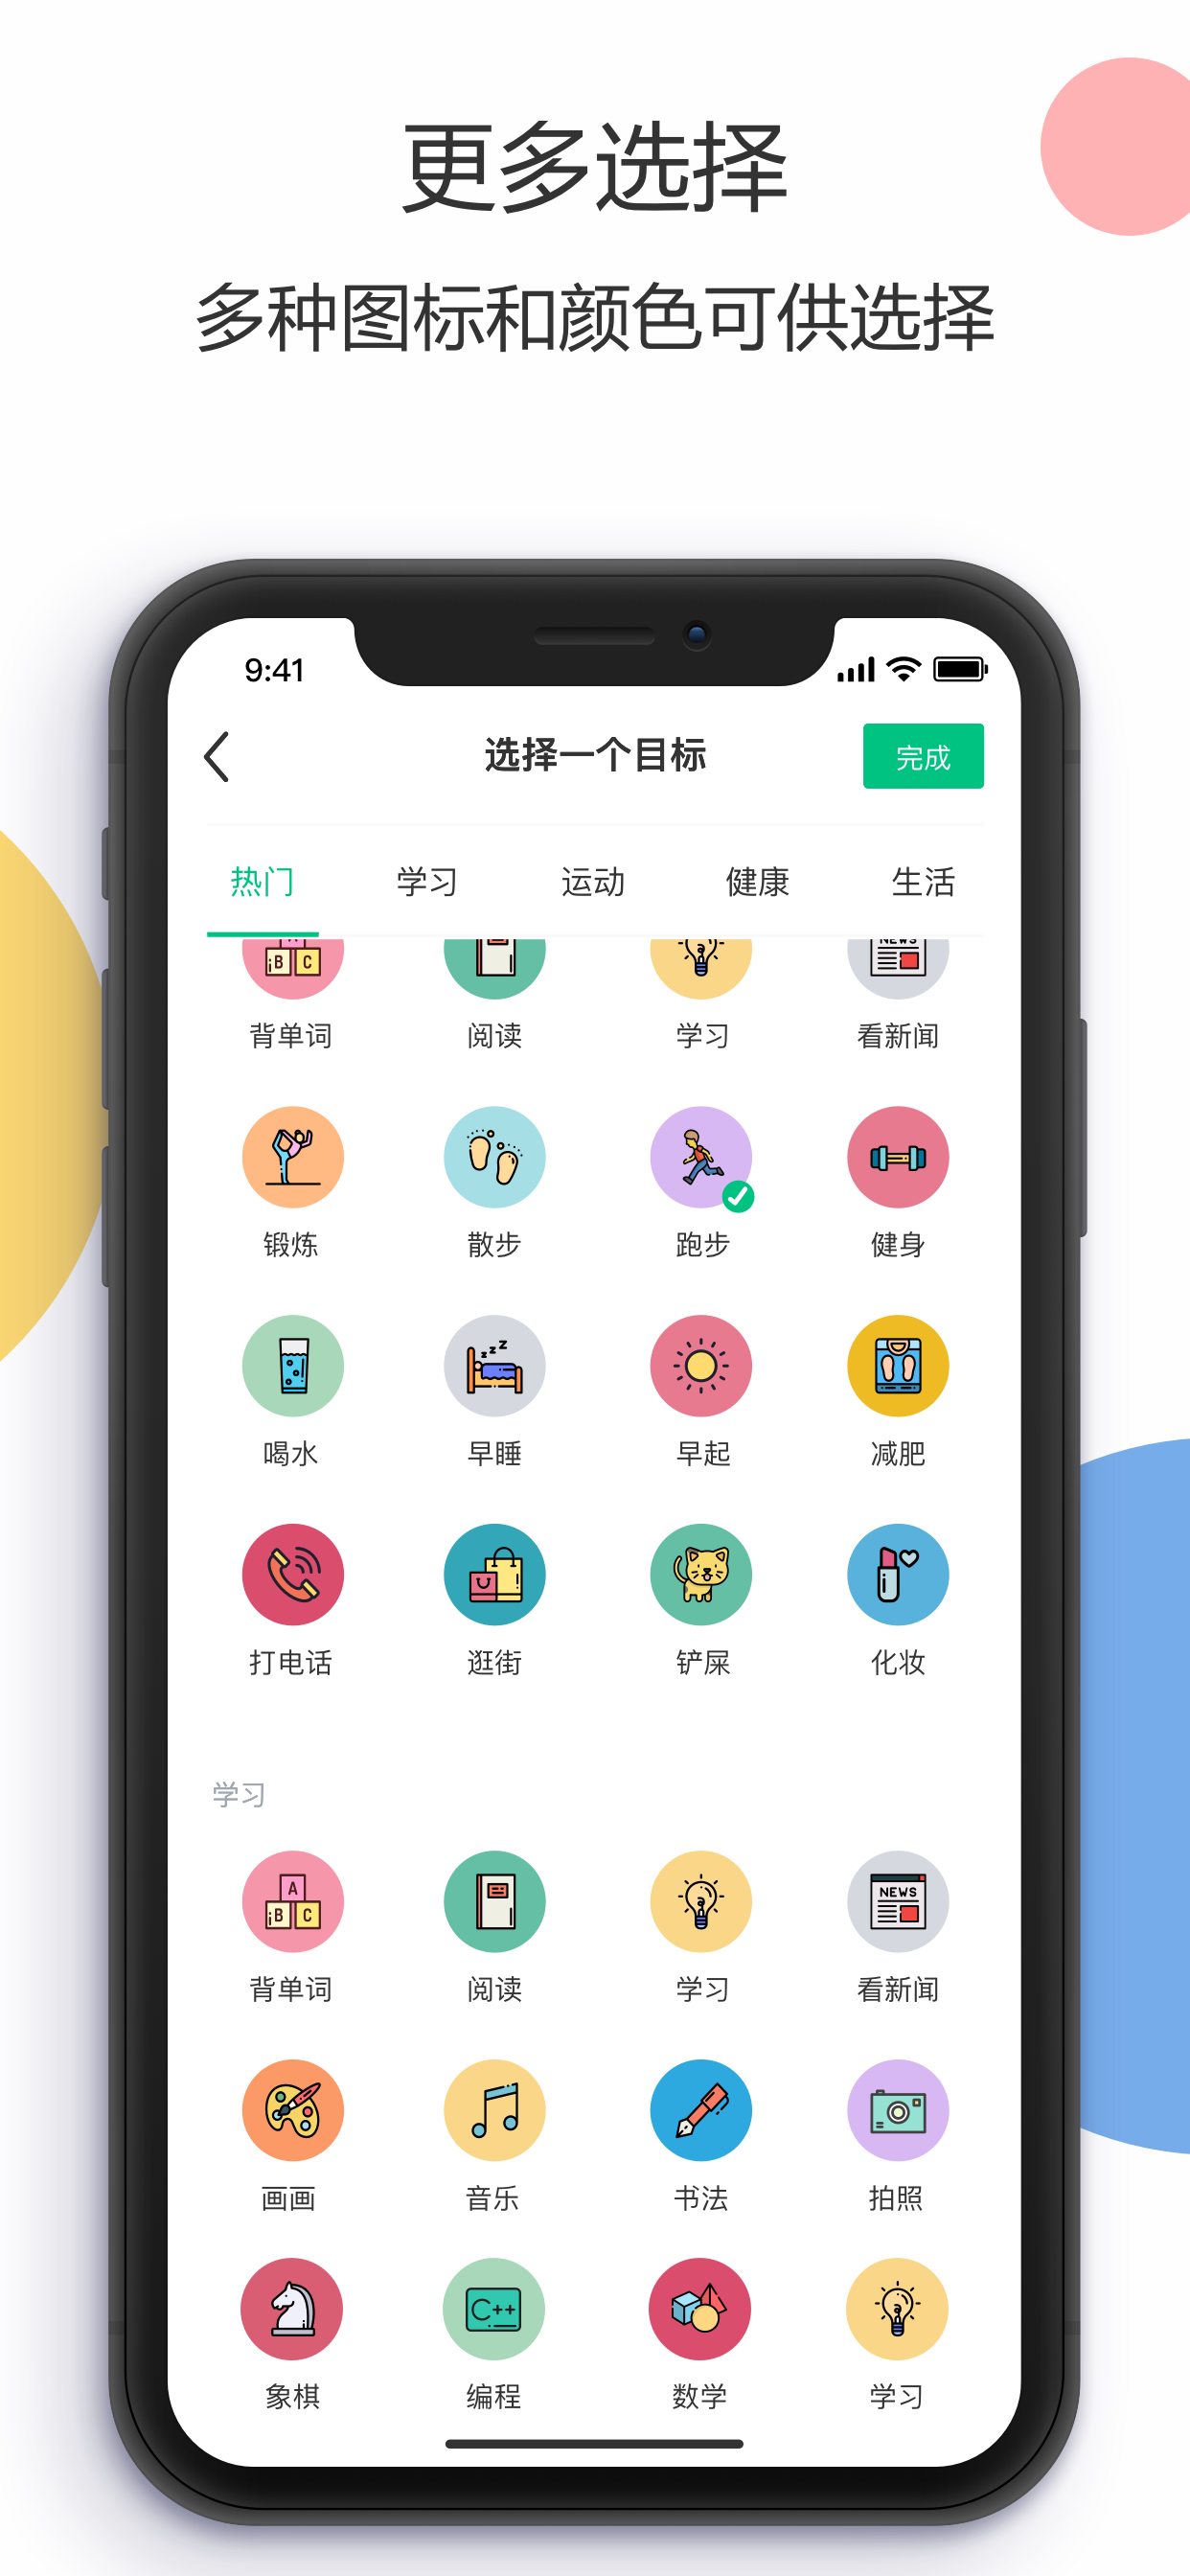 更多选择
多种图标和颜色可供选择
9:41
选择一个目标
完成
热门 学习 运动 健康 生活
B C
NEWS
背单词 阅读 学习 看新闻
锻炼 散步 跑步 健身
z z z
喝水 早睡 早起 减肥
打电话 逛街 铲屎 化妆
学习
A
B C
NEWS
背单词 阅读 学习 看新闻
画画 音乐 书法 拍照
C++
象棋 编程 数学 学习